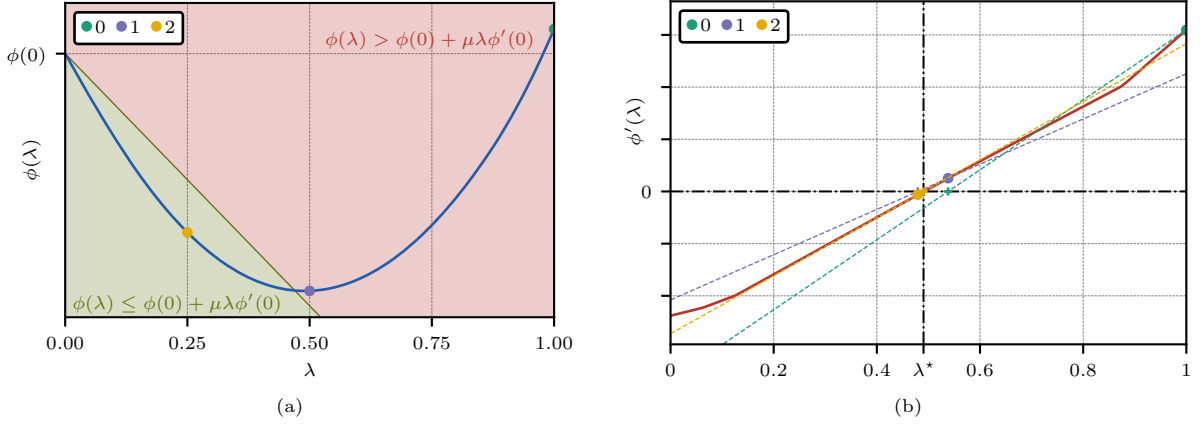 0 1 2
ϕ(λ) > ϕ(0) + μλϕ′(0)
ϕ(0)
ϕ(λ)
ϕ(λ) ≤ ϕ(0) + μλϕ′(0)
0.00 0.25 0.50 0.75 1.00
λ
(a)
0 1 2
ϕ′(λ)
0
0 0.2 0.4 λ⋆ 0.6 0.8 1
λ
(b)